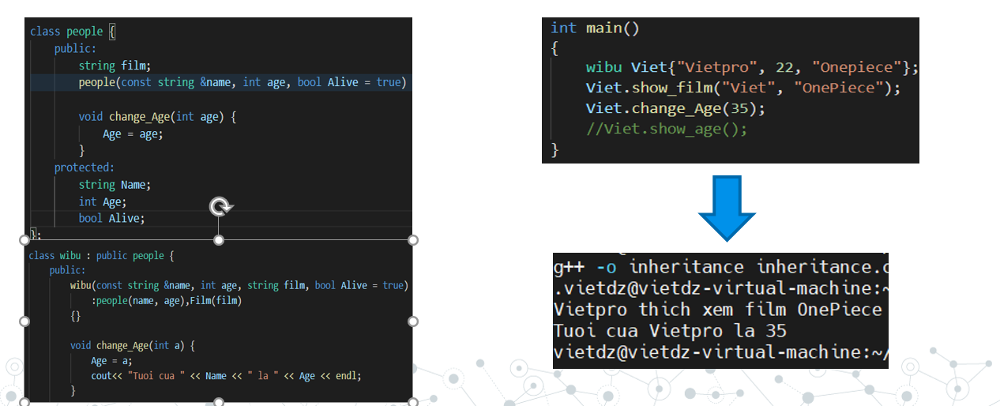 class people {
public:
string film;
people(const string &name, int age, bool Alive = true)
void change_Age(int age) {
Age = age;
}
protected:
string Name;
int Age;
bool Alive;
};
class wibu : public people {
public:
wibu(const string &name, int age, string film, bool Alive = true)
:people(name, age),Film(film)
{}
void change_Age(int a) {
Age = a;
cout<< "Tuoi cua " << Name << " la " << Age << endl;
}
int main()
{
wibu Viet{"Vietpro", 22, "Onepiece"};
Viet.show_film("Viet", "OnePiece");
Viet.change_Age(35);
//Viet.show_age();
}
g++ -o inheritance inheritance.c
.vietdz@vietdz-virtual-machine:~
Vietpro thich xem film OnePiece
Tuoi cua Vietpro la 35
vietdz@vietdz-virtual-machine:~/